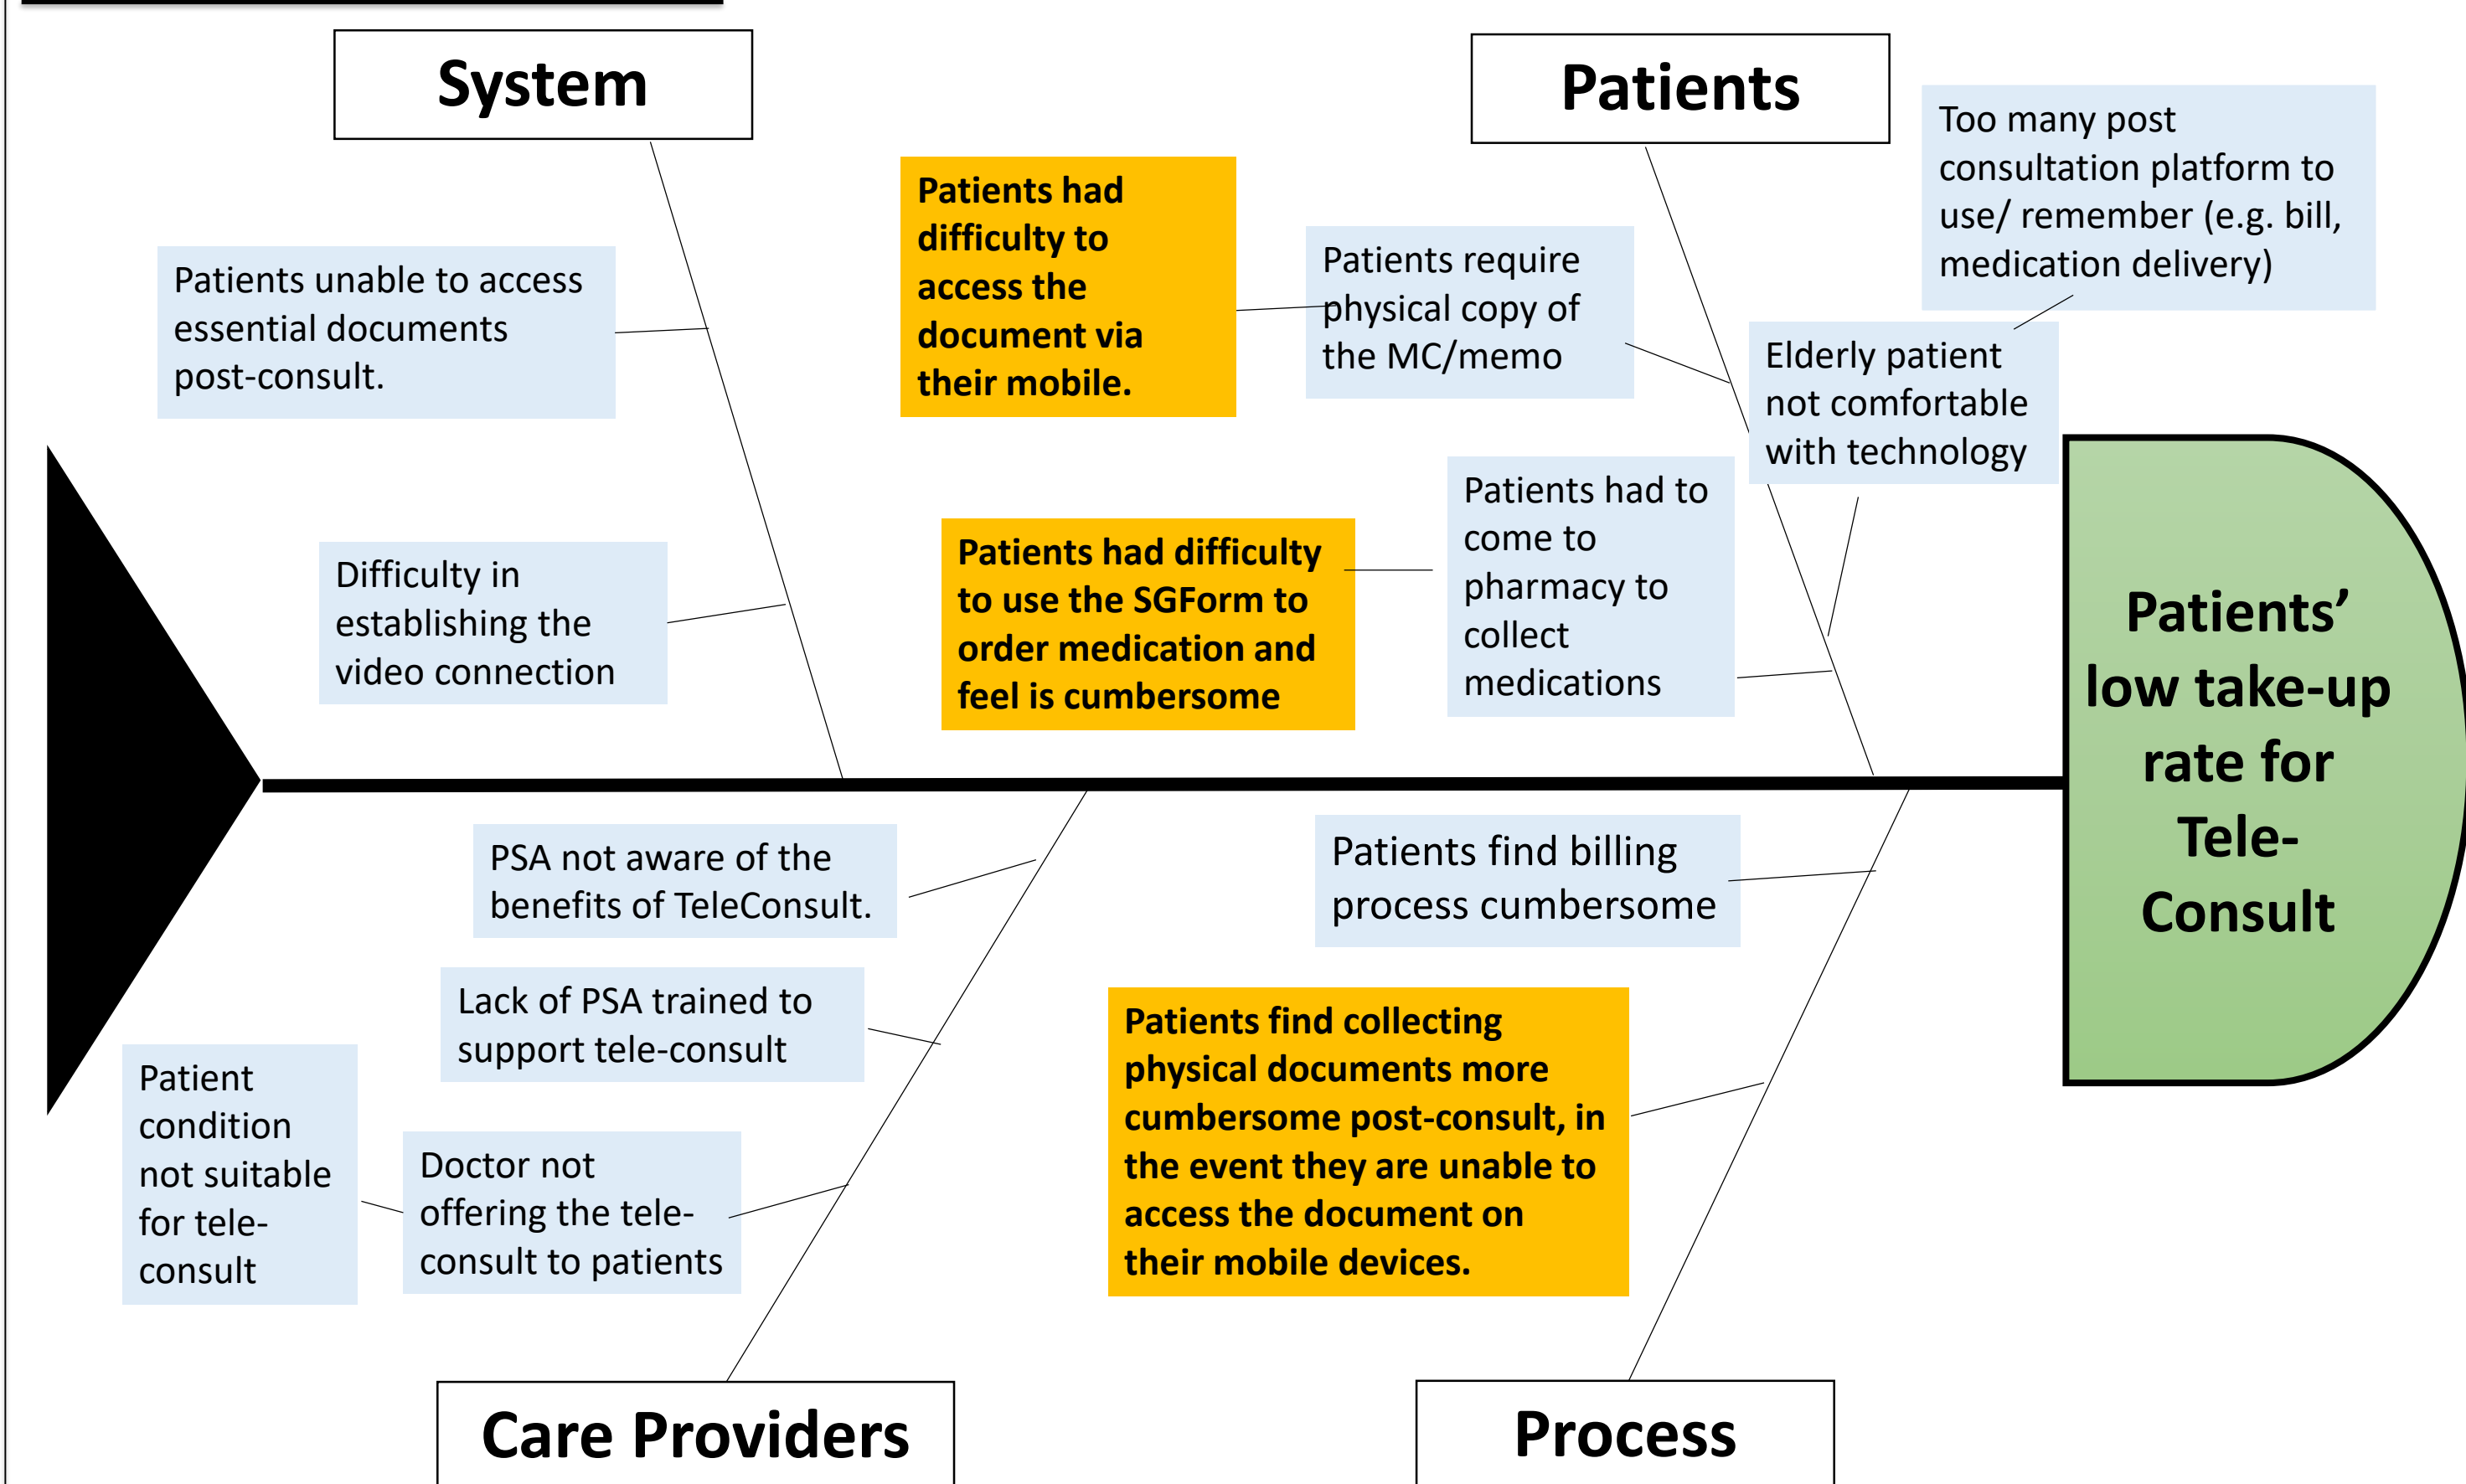 System
Patients
Too many post
consultation platform to
use/ remember (e.g. bill,
medication delivery)
Patients had
difficulty to
access the
document via
their mobile.
Patients require
physical copy of
the MC/memo
Patients unable to access
essential documents
post-consult.
Elderly patient
not comfortable
with technology
Patients had to
come to
pharmacy to
collect
medications
Patients had difficulty
to use the SGForm to
order medication and
feel is cumbersome
Difficulty in
establishing the
video connection
Patients’
low take-up
rate for
Tele-
Consult
PSA not aware of the
benefits of TeleConsult.
Patients find billing
process cumbersome
Lack of PSA trained to
support tele-consult
Patients find collecting
physical documents more
cumbersome post-consult, in
the event they are unable to
access the document on
their mobile devices.
Patient
condition
not suitable
for tele-
consult
Doctor not
offering the tele-
consult to patients
Care Providers
Process